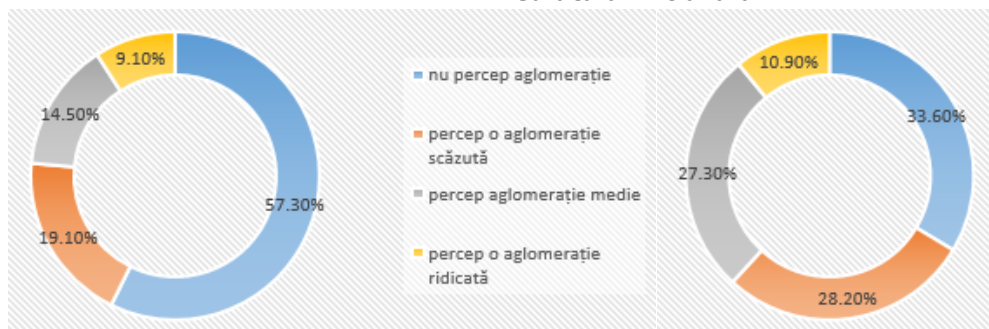 9.10%
14.50%
57.30%
19.10%
nu percep aglomerație
percep o aglomerație
scăzută
percep aglomerație medie
percep o aglomerație
ridicată
10.90%
33.60%
27.30%
28.20%